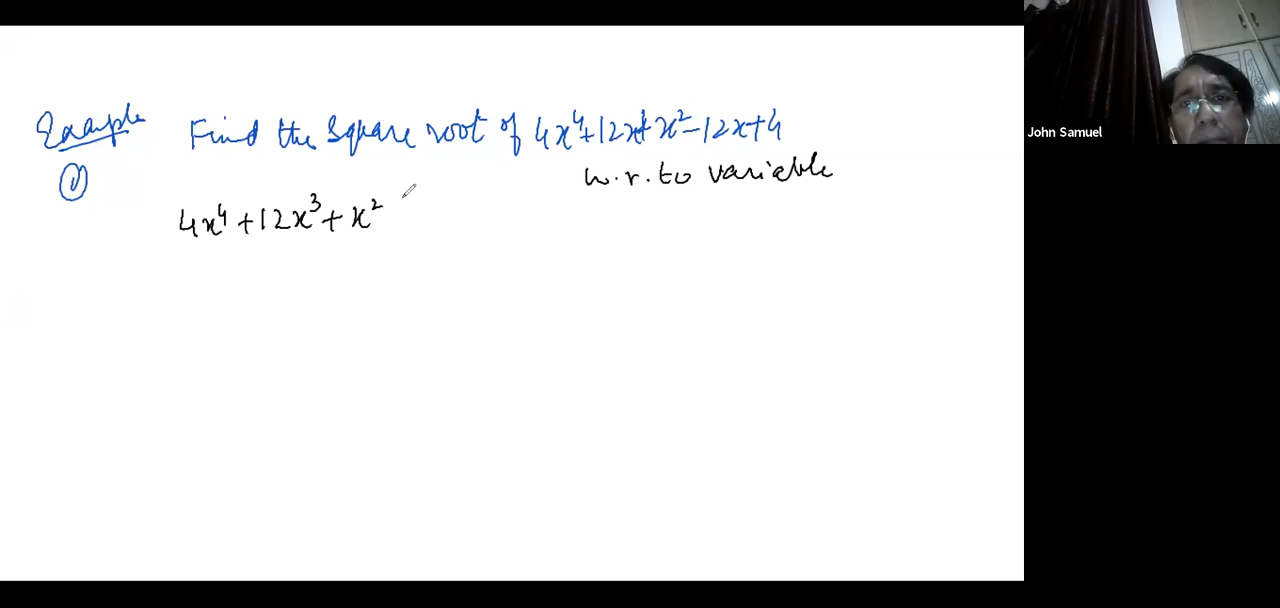 Example Find the square root of 4x⁴+12x³+x²-12x+4
① w.r.to variable
4x⁴+12x³+x²
John Samuel